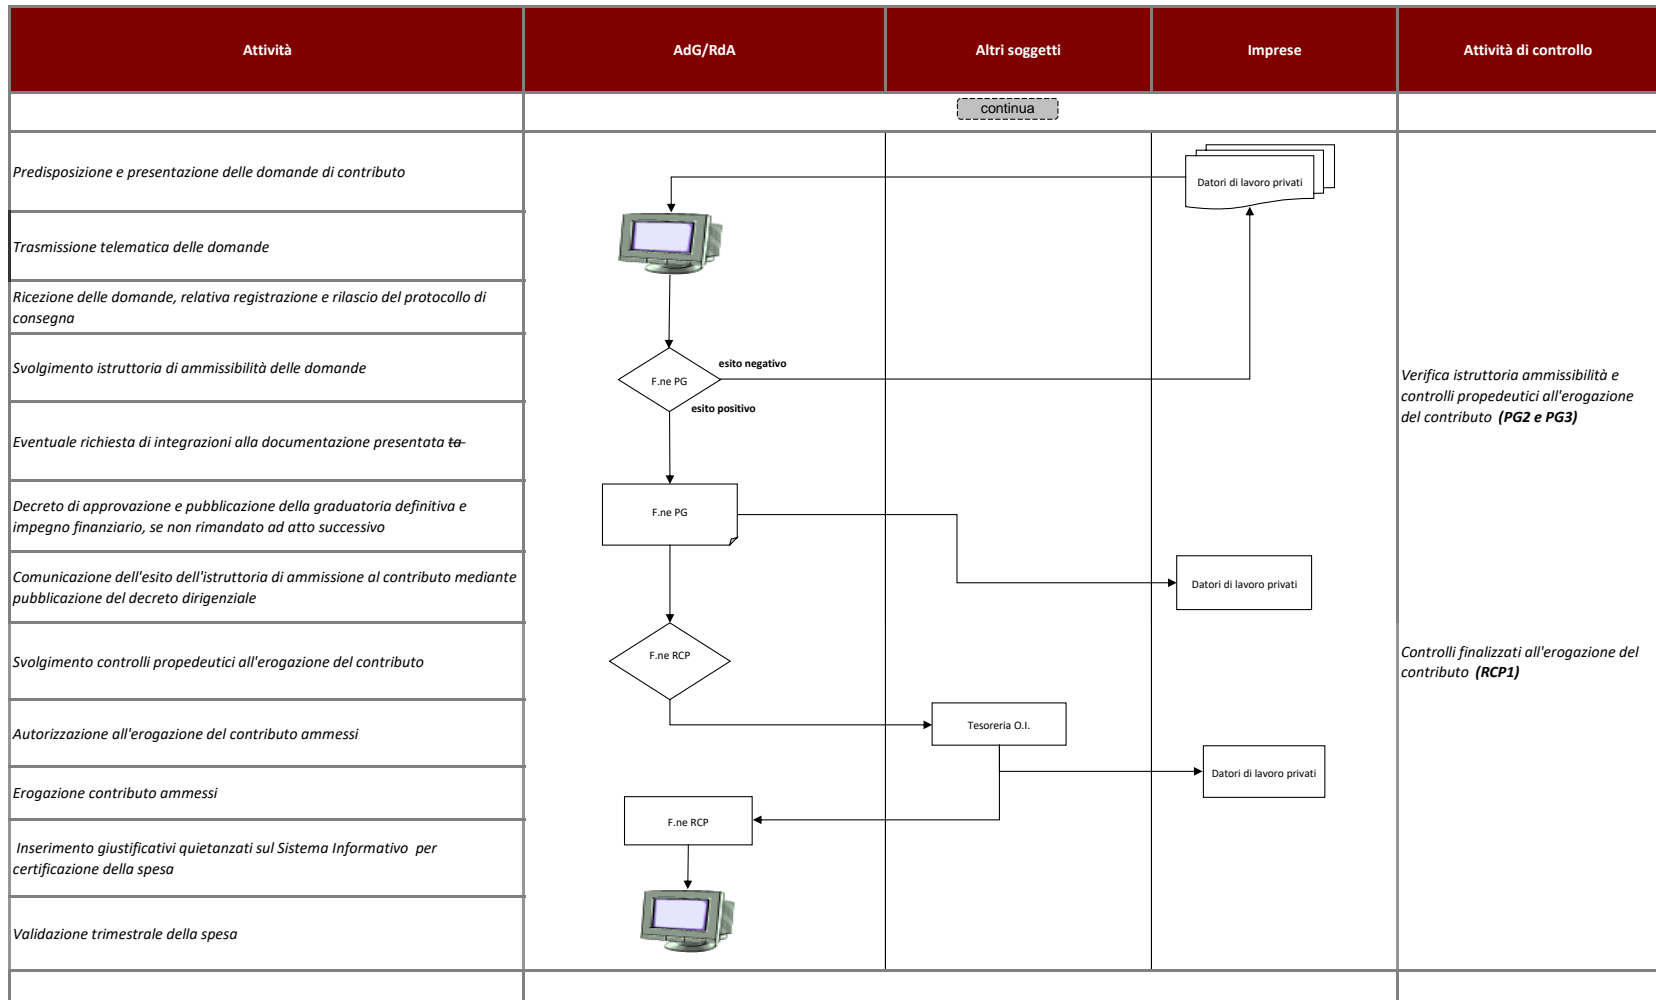 Attività
AdG/RdA
Altri soggetti
Imprese
Attività di controllo
continua
Predisposizione e presentazione delle domande di contributo
Datori di lavoro privati
Trasmissione telematica delle domande
Ricezione delle domande, relativa registrazione e rilascio del protocollo di
consegna
Svolgimento istruttoria di ammissibilità delle domande
F.ne PG
esito negativo
esito positivo
Verifica istruttoria ammissibilità e
controlli propedeutici all'erogazione
del contributo (PG2 e PG3)
Eventuale richiesta di integrazioni alla documentazione presentata ta
Decreto di approvazione e pubblicazione della graduatoria definitiva e
impegno finanziario, se non rimandato ad atto successivo
F.ne PG
Comunicazione dell'esito dell'istruttoria di ammissione al contributo mediante
pubblicazione del decreto dirigenziale
Datori di lavoro privati
Svolgimento controlli propedeutici all'erogazione del contributo
F.ne RCP
Controlli finalizzati all'erogazione del
contributo (RCP1)
Autorizzazione all'erogazione del contributo ammessi
Tesoreria O.I.
Erogazione contributo ammessi
Datori di lavoro privati
F.ne RCP
Inserimento giustificativi quietanzati sul Sistema Informativo per
certificazione della spesa
Validazione trimestrale della spesa